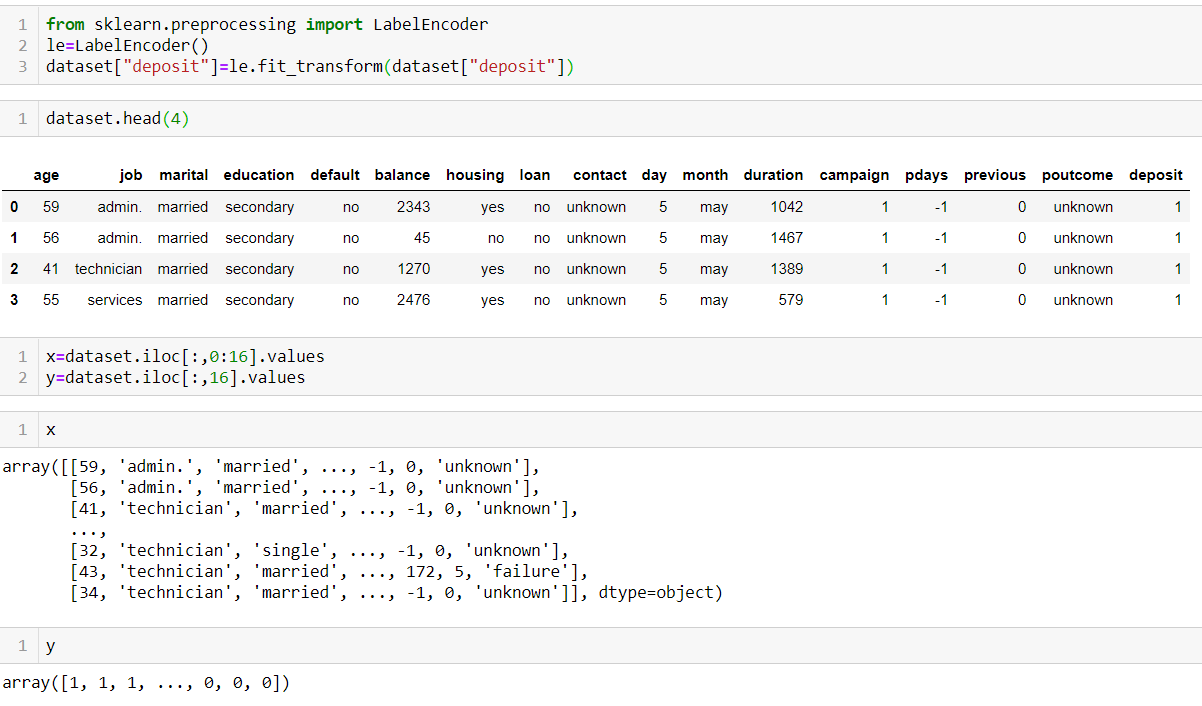 1 from sklearn.preprocessing import LabelEncoder
2 le=LabelEncoder()
3 dataset["deposit"]=le.fit_transform(dataset["deposit"])
1 dataset.head(4)
age job marital education default balance housing loan contact day month duration campaign pdays previous poutcome deposit
0 59 admin. married secondary no 2343 yes no unknown 5 may 1042 1 -1 0 unknown 1
1 56 admin. married secondary no 45 no no unknown 5 may 1467 1 -1 0 unknown 1
2 41 technician married secondary no 1270 yes no unknown 5 may 1389 1 -1 0 unknown 1
3 55 services married secondary no 2476 yes no unknown 5 may 579 1 -1 0 unknown 1
1 x=dataset.iloc[:,0:16].values
2 y=dataset.iloc[:,16].values
1 x
array([[59, 'admin.', 'married', ..., -1, 0, 'unknown'],
[56, 'admin.', 'married', ..., -1, 0, 'unknown'],
[41, 'technician', 'married', ..., -1, 0, 'unknown'],
...,
[32, 'technician', 'single', ..., -1, 0, 'unknown'],
[43, 'technician', 'married', ..., 172, 5, 'failure'],
[34, 'technician', 'married', ..., -1, 0, 'unknown']], dtype=object)
1 y
array([1, 1, 1, ..., 0, 0, 0])